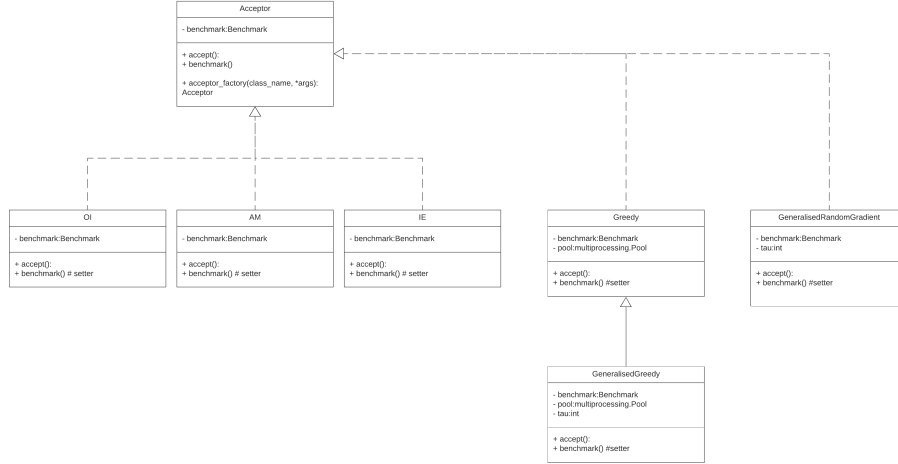 Acceptor
- benchmark:Benchmark
+ accept():
+ benchmark()
+ acceptor_factory(class_name, *args):
Acceptor
OI
- benchmark:Benchmark
+ accept():
+ benchmark() # setter
AM
- benchmark:Benchmark
+ accept():
+ benchmark() # setter
IE
- benchmark:Benchmark
+ accept():
+ benchmark() # setter
Greedy
- benchmark:Benchmark
- pool:multiprocessing.Pool
+ accept():
+ benchmark() #setter
GeneralisedRandomGradient
- benchmark:Benchmark
- tau:int
+ accept():
+ benchmark() #setter
GeneralisedGreedy
- benchmark:Benchmark
- pool:multiprocessing.Pool
- tau:int
+ accept():
+ benchmark() #setter